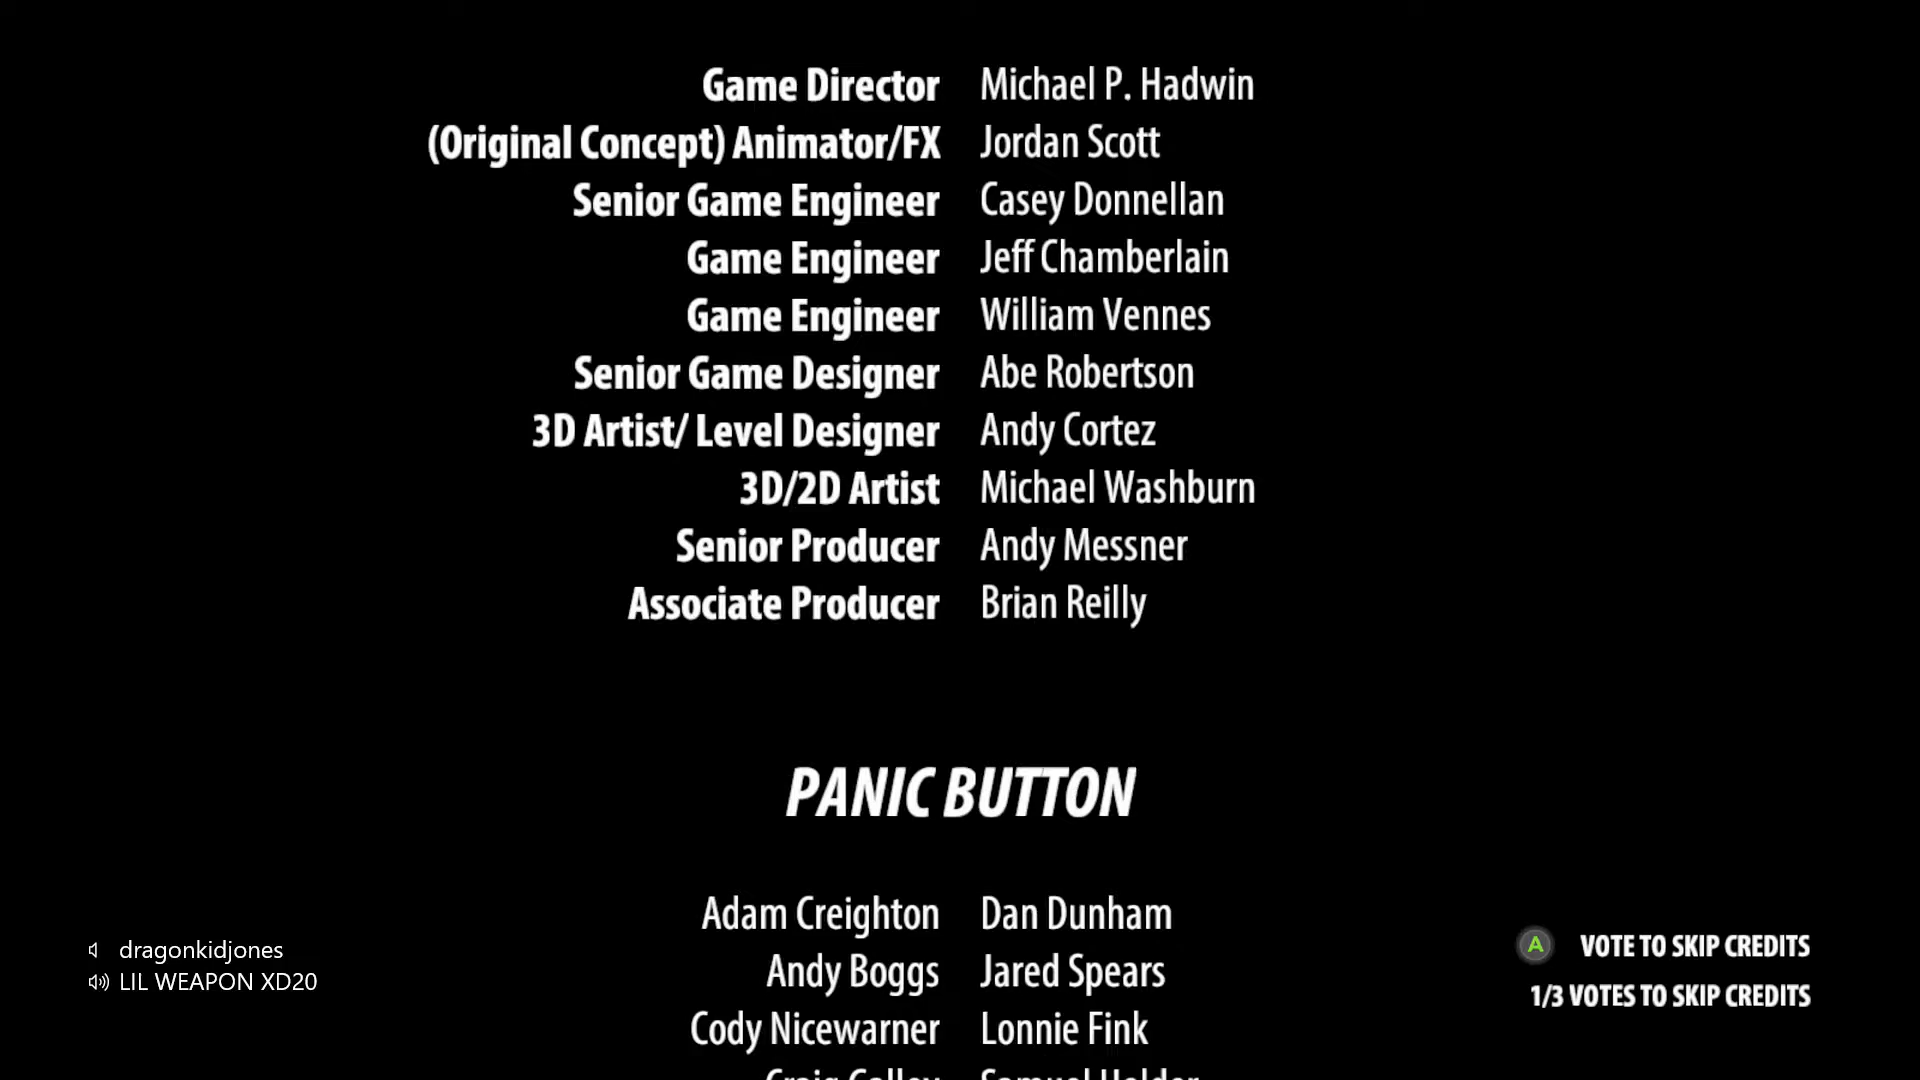 Game Director Michael P. Hadwin
(Original Concept) Animator/FX Jordan Scott
Senior Game Engineer Casey Donnellan
Game Engineer Jeff Chamberlain
Game Engineer William Vennes
Senior Game Designer Abe Robertson
3D Artist/ Level Designer Andy Cortez
3D/2D Artist Michael Washburn
Senior Producer Andy Messner
Associate Producer Brian Reilly
PANIC BUTTON
Adam Creighton Dan Dunham
Andy Boggs Jared Spears
Cody Nicewarner Lonnie Fink
dragonkidjones
LIL WEAPON XD20
A VOTE TO SKIP CREDITS
1/3 VOTES TO SKIP CREDITS